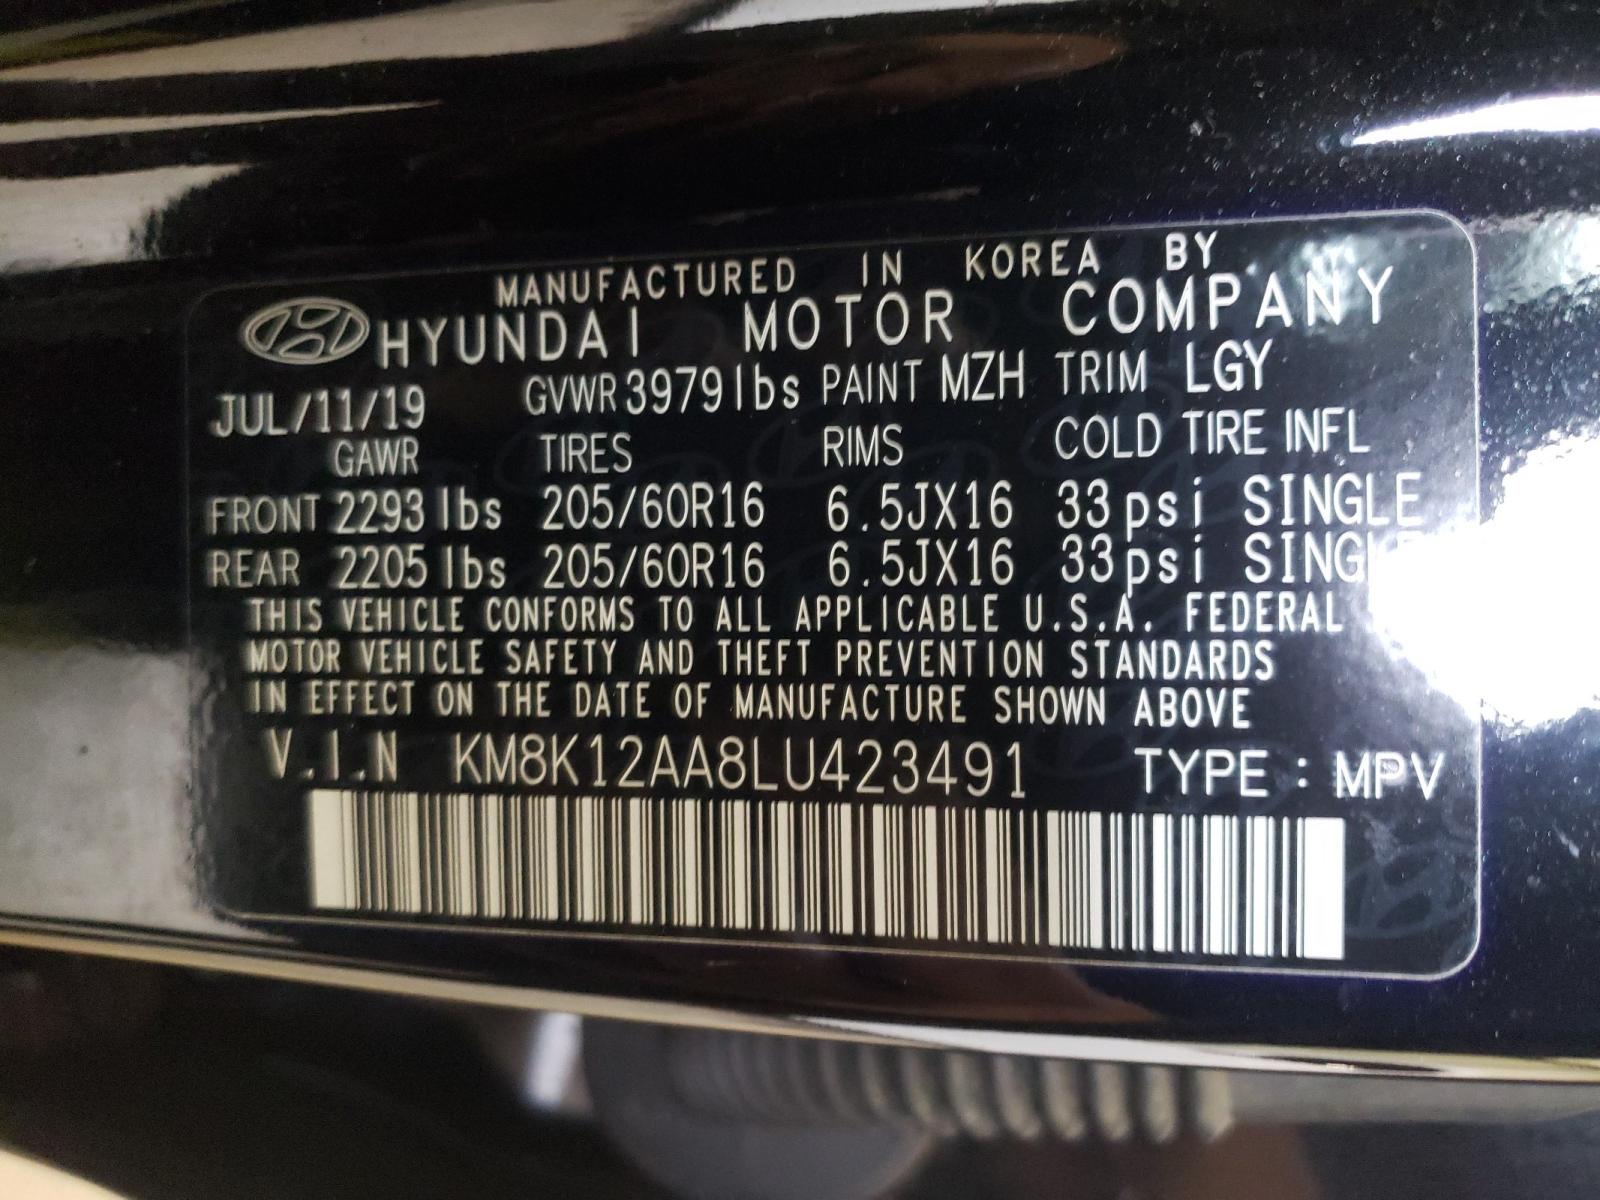 MANUFACTURED IN KOREA BY
HYUNDAI MOTOR COMPANY
JUL/11/19 GVWR 3979lbs PAINT MZH TRIM LGY
GAWR TIRES RIMS COLD TIRE INFL
FRONT 2293 lbs 205/60R16 6.5JX16 33psi SINGLE
REAR 2205 lbs 205/60R16 6.5JX16 33psi
THIS VEHICLE CONFORMS TO ALL APPLICABLE U.S.A. FEDERAL
MOTOR VEHICLE SAFETY AND THEFT PREVENTION STANDARDS
IN EFFECT ON THE DATE OF MANUFACTURE SHOWN ABOVE
V.I.N KM8K12AA8LU423491 TYPE : MPV